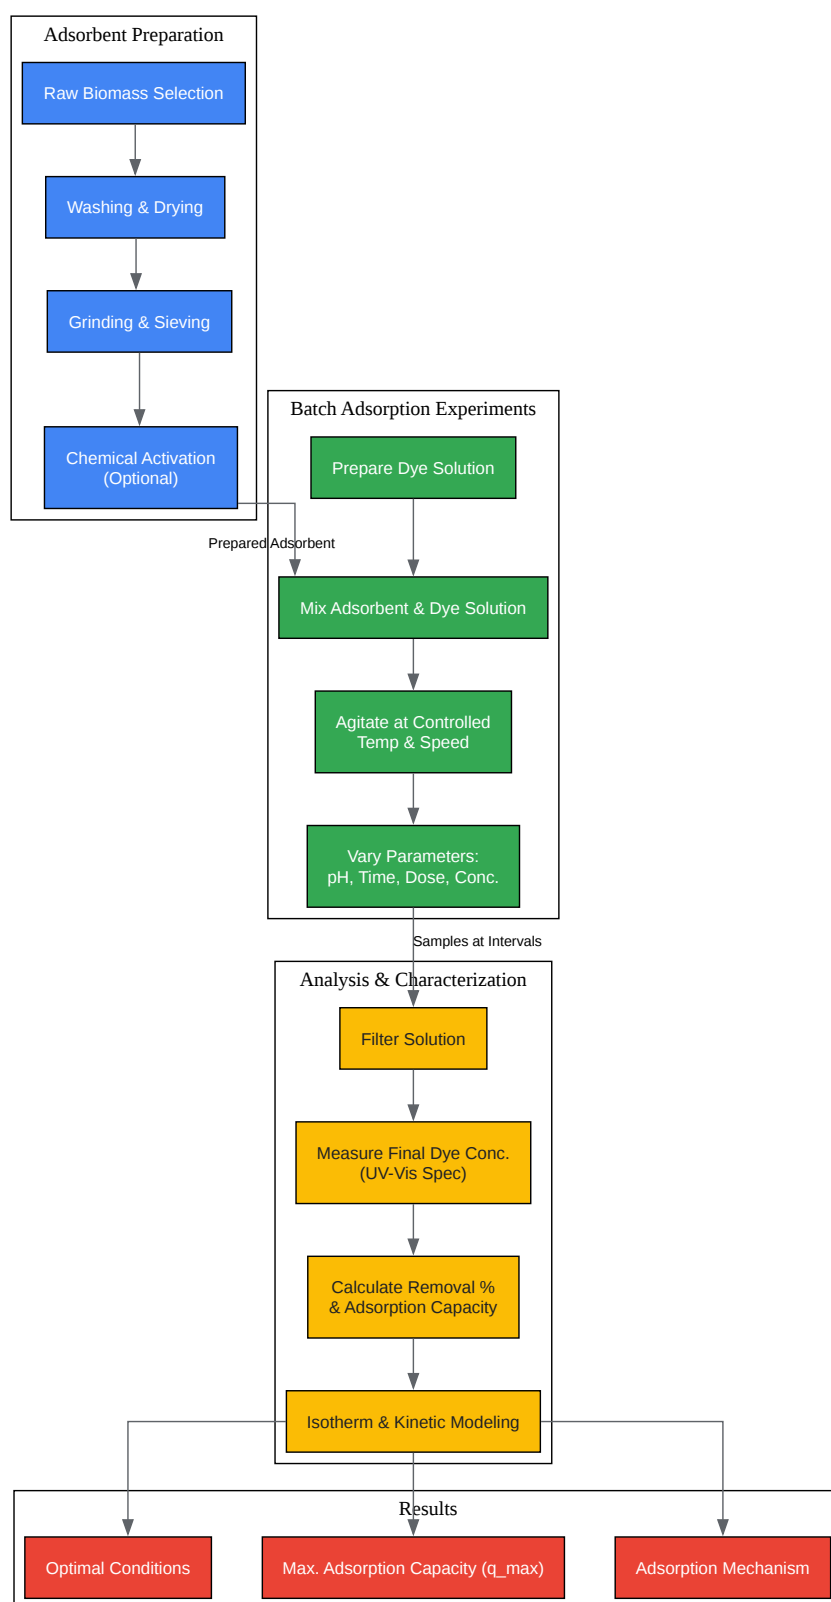 Adsorbent Preparation
Raw Biomass Selection
Washing & Drying
Grinding & Sieving
Chemical Activation
(Optional)
Prepared Adsorbent
Batch Adsorption Experiments
Prepare Dye Solution
Mix Adsorbent & Dye Solution
Agitate at Controlled
Temp & Speed
Vary Parameters:
pH, Time, Dose, Conc.
Samples at Intervals
Analysis & Characterization
Filter Solution
Measure Final Dye Conc.
(UV-Vis Spec)
Calculate Removal %
& Adsorption Capacity
Isotherm & Kinetic Modeling
Results
Optimal Conditions
Max. Adsorption Capacity (q_max)
Adsorption Mechanism